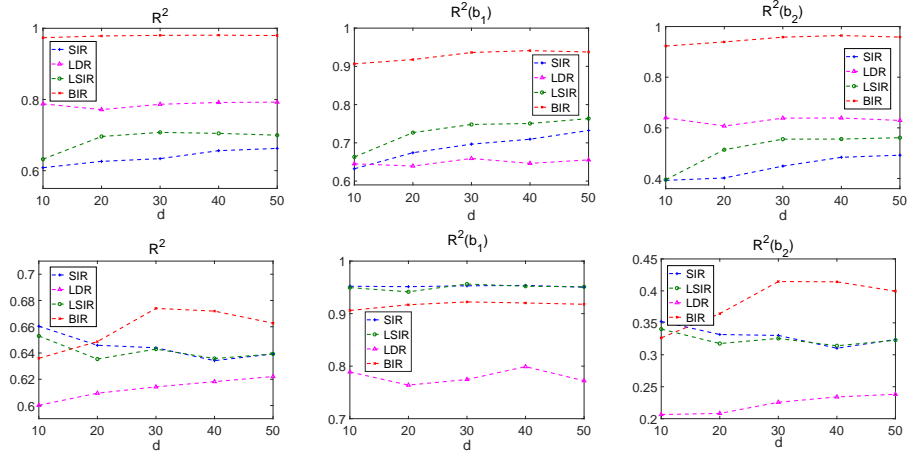 R²
1
0.8
0.6
SIR
LDR
LSIR
BIR
10 20 30 40 50
d
R²(b₁)
1
0.9
0.8
0.7
0.6
SIR
LDR
LSIR
BIR
10 20 30 40 50
d
R²(b₂)
1
0.8
0.6
0.4
SIR
LDR
LSIR
BIR
10 20 30 40 50
d
R²
0.7
0.68
0.66
0.64
0.62
0.6
SIR
LDR
LSIR
BIR
10 20 30 40 50
d
R²(b₁)
1
0.9
0.8
0.7
SIR
LSIR
LDR
BIR
10 20 30 40 50
d
R²(b₂)
0.45
0.4
0.35
0.3
0.25
0.2
SIR
LSIR
LDR
BIR
10 20 30 40 50
d